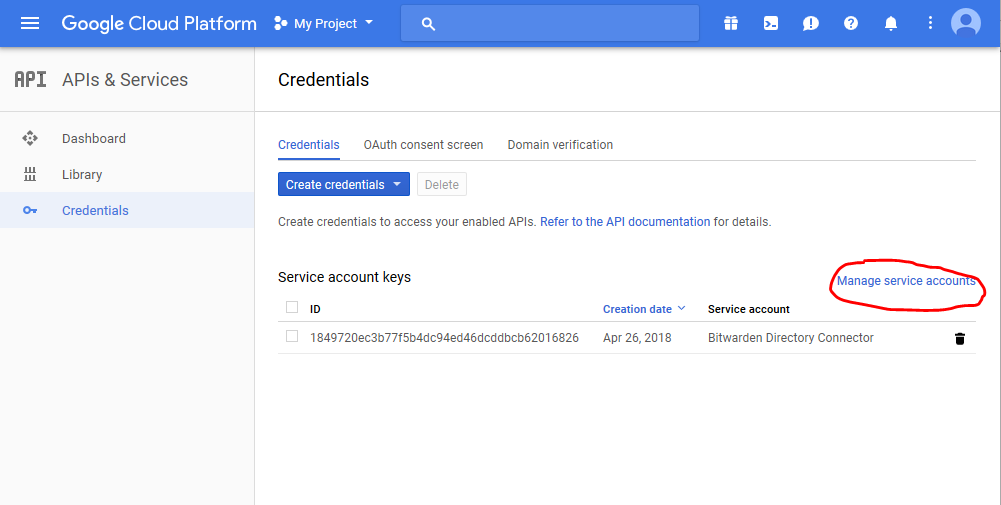 Google Cloud Platform My Project
API APIs & Services
Credentials
Dashboard
Library
Credentials
Credentials OAuth consent screen Domain verification
Create credentials Delete
Create credentials to access your enabled APIs. Refer to the API documentation for details.
Service account keys
Manage service accounts
ID Creation date Service account
1849720ec3b77f5b4dc94ed46dcddbcb62016826 Apr 26, 2018 Bitwarden Directory Connector